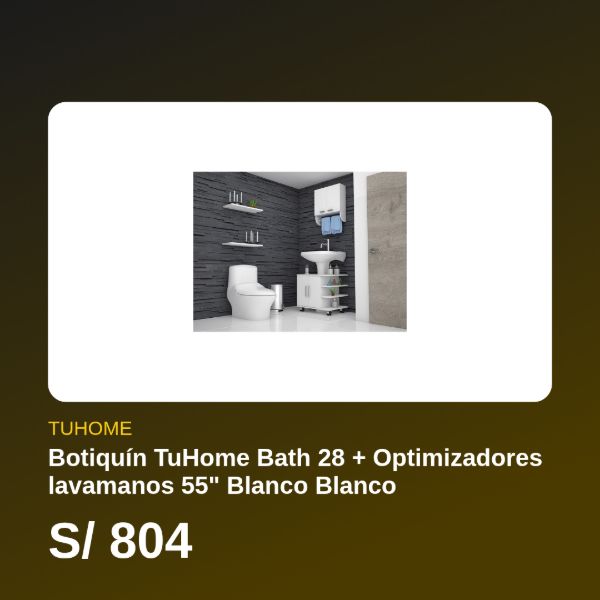 TUHOME
Botiquín TuHome Bath 28 + Optimizadores
lavamanos 55" Blanco Blanco
S/ 804